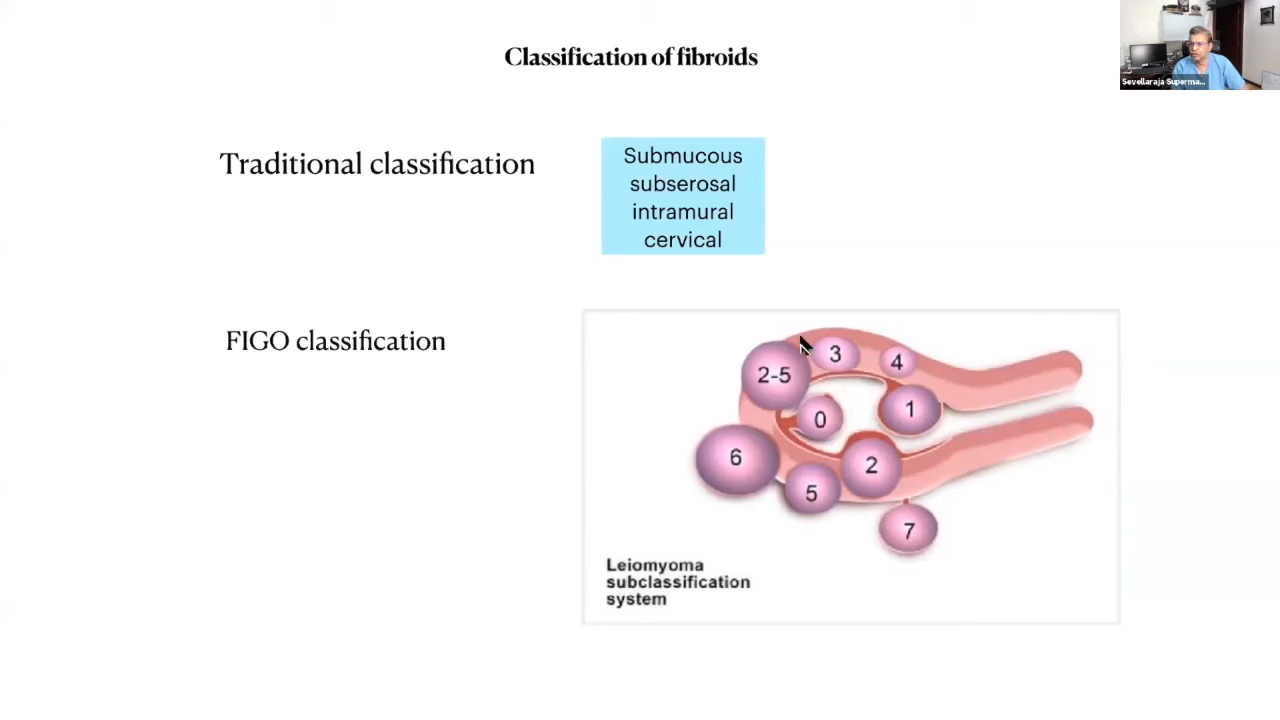 Classification of fibroids
Sevellaraja Superma...
Traditional classification
Submucous
subserosal
intramural
cervical
FIGO classification
3
4
2-5
1
0
6
2
5
7
Leiomyoma
subclassification
system